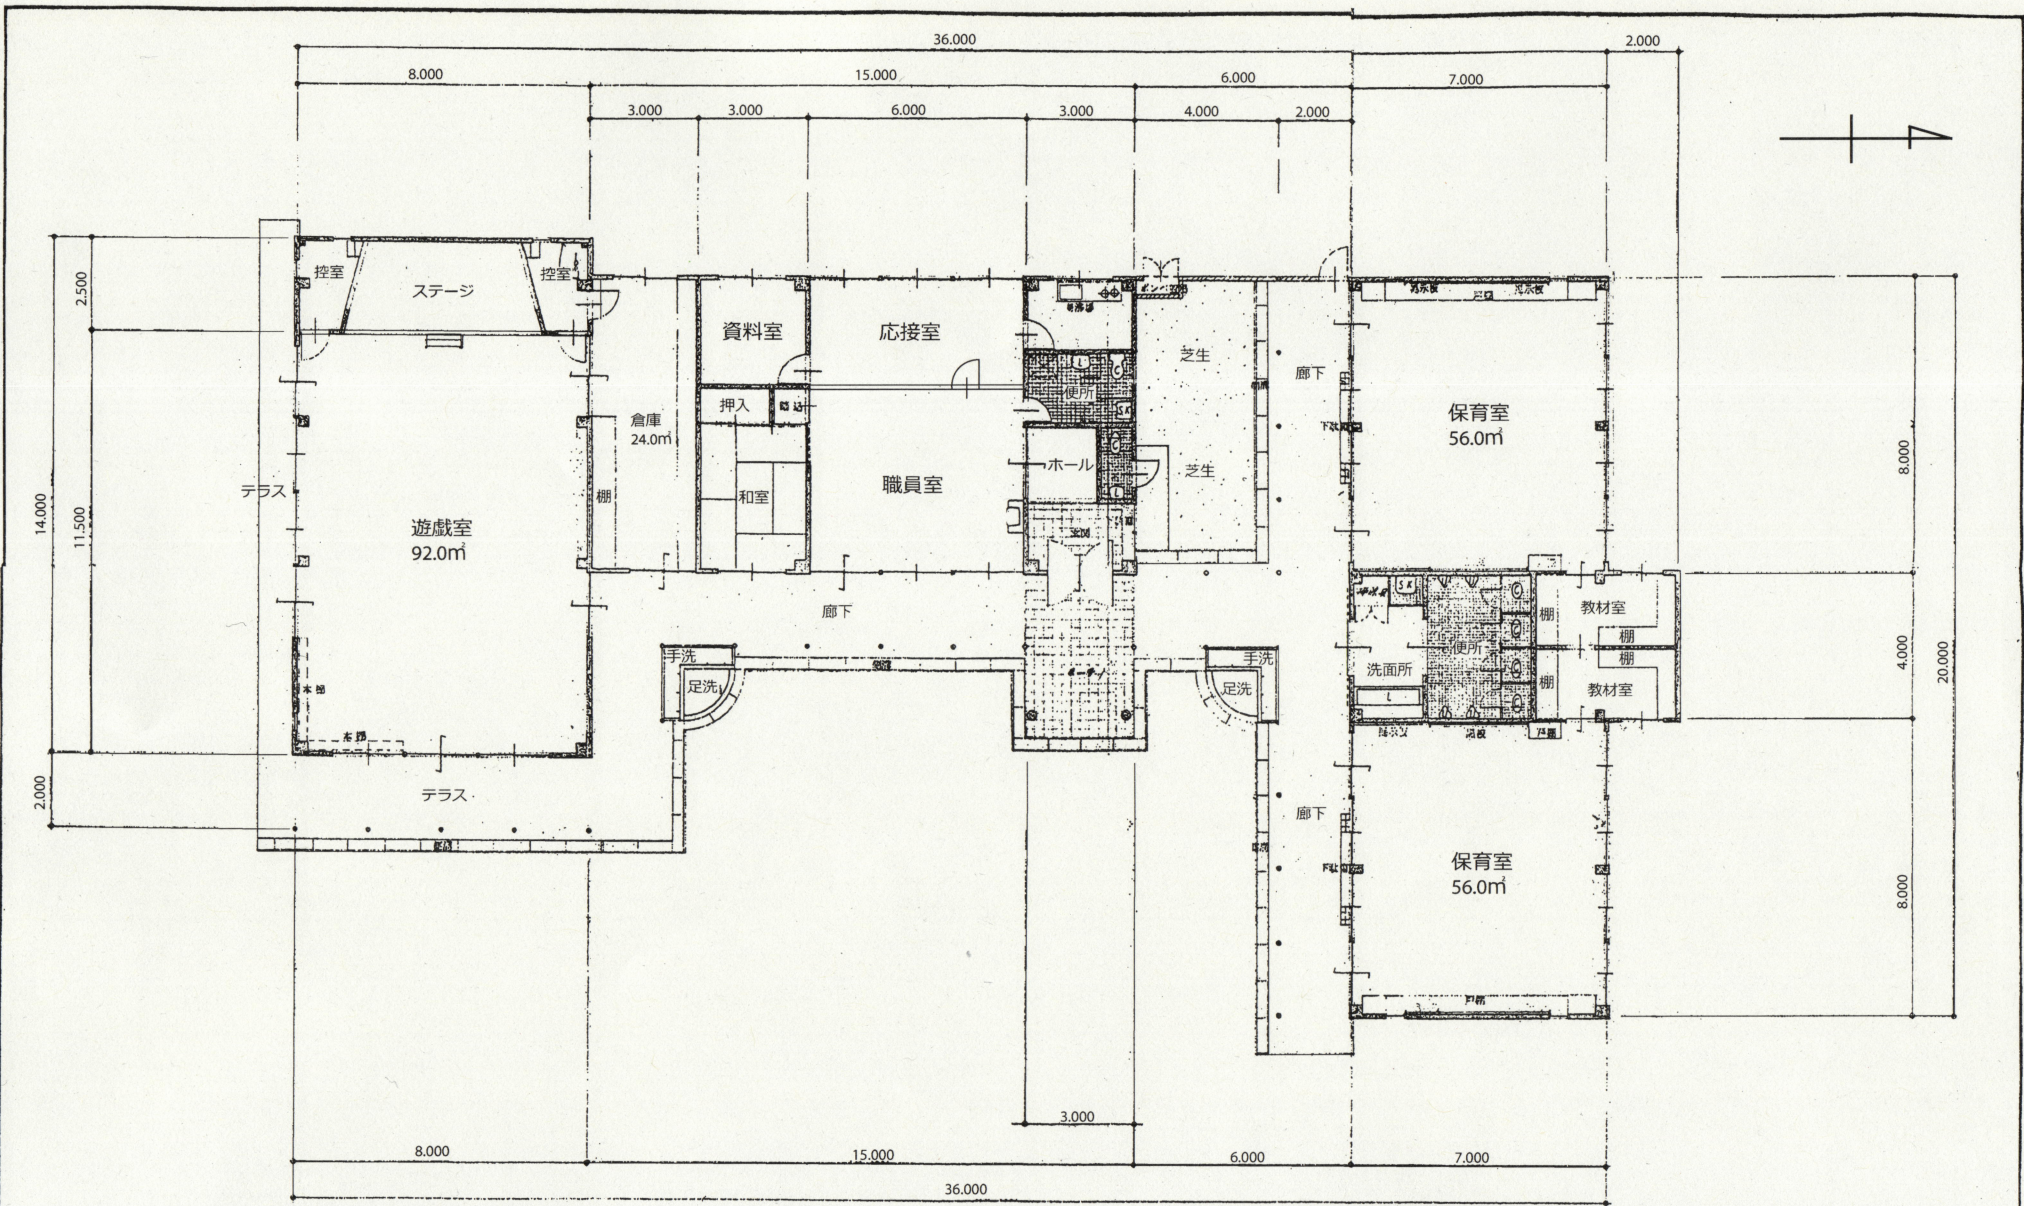 36.000
2.000
8.000
15.000
6.000
7.000
3.000
3.000
6.000
3.000
4.000
2.000
2.500
14.000
11.500
2.000
控室
ステージ
控室
資料室
応接室
芝生
廊下
保育室
56.0㎡
便所
SK
押入
倉庫
24.0㎡
棚
ホール
芝生
和室
職員室
テラス
遊戯室
92.0㎡
玄関
8.000
4.000
20.000
8.000
廊下
手洗
足洗
手洗
足洗
SK
洗面所
L
便所
棚
教材室
棚
棚
棚
教材室
テラス
廊下
保育室
56.0㎡
戸棚
3.000
8.000
15.000
6.000
7.000
36.000